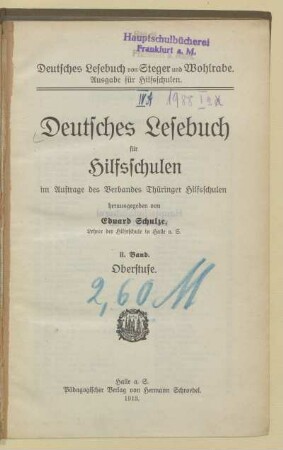 Hauptschulbücherei
Frankfurt a. M.
Deutsches Lesebuch von Steger und Wohlrabe.
Ausgabe für Hilfsschulen.
Deutsches Lesebuch
für
Hilfsschulen
im Auftrage des Verbandes Thüringer Hilfsschulen
herausgegeben von
Eduard Schulze,
Lehrer der Hilfsschule in Halle a. S.
II. Band.
Oberstufe.
2,60 M
Halle a. S.
Pädagogischer Verlag von Hermann Schroedel.